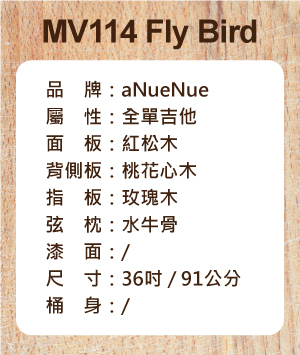 MV114 Fly Bird
品　牌：aNueNue
屬　性：全單吉他
面　板：紅松木
背側板：桃花心木
指　板：玫瑰木
弦　枕：水牛骨
漆　面：/
尺　寸：36吋 / 91公分
桶　身：/